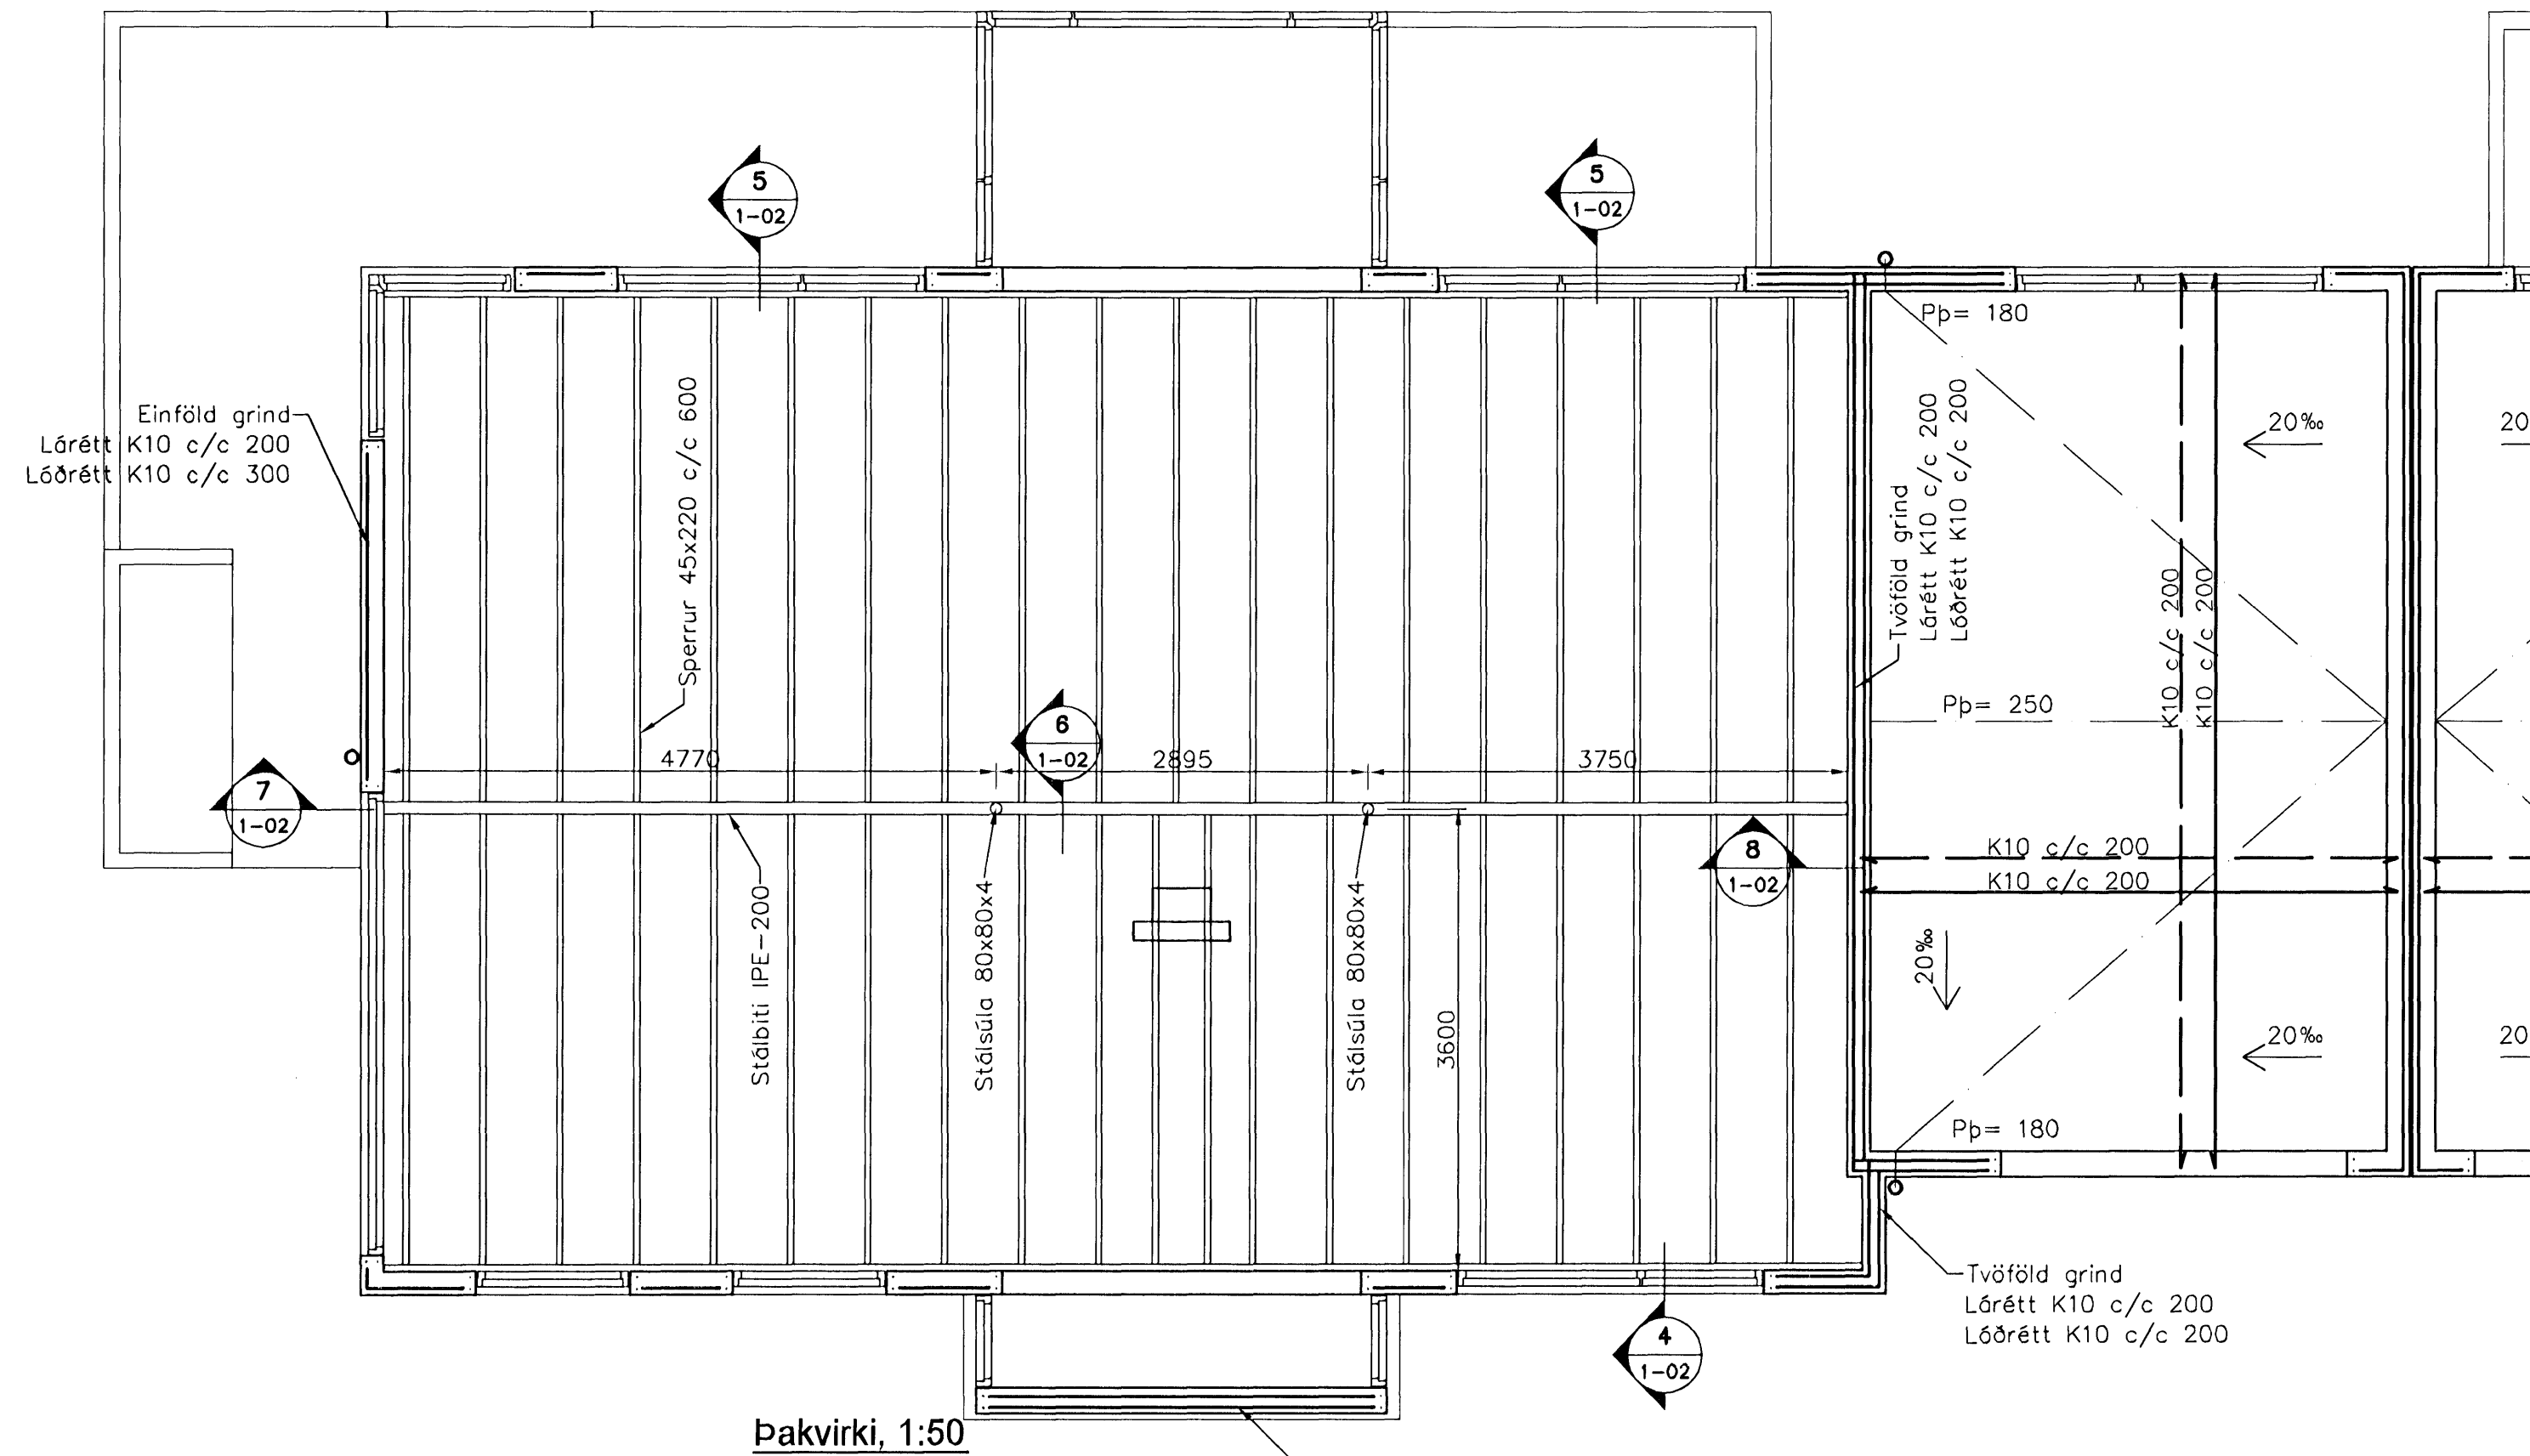 5
1-02
5
1-02
Pþ= 180
Einföld grind
Lárétt K10 c/c 200
Lóðrétt K10 c/c 300
Sperrur 45x220 c/c 600
Tvöföld grind
Lárétt K10 c/c 200
Lóðrétt K10 c/c 200
20‰
20
K10 c/c 200
K10 c/c 200
Pþ= 250
6
1-02
4770
2895
3750
7
1-02
8
1-02
K10 c/c 200
K10 c/c 200
Stálbiti IPE-200
Stálsúla 80x80x4
Stálsúla 80x80x4
3600
20‰
20‰
20
Pþ= 180
Tvöföld grind
Lárétt K10 c/c 200
Lóðrétt K10 c/c 200
4
1-02
Þakvirki, 1:50